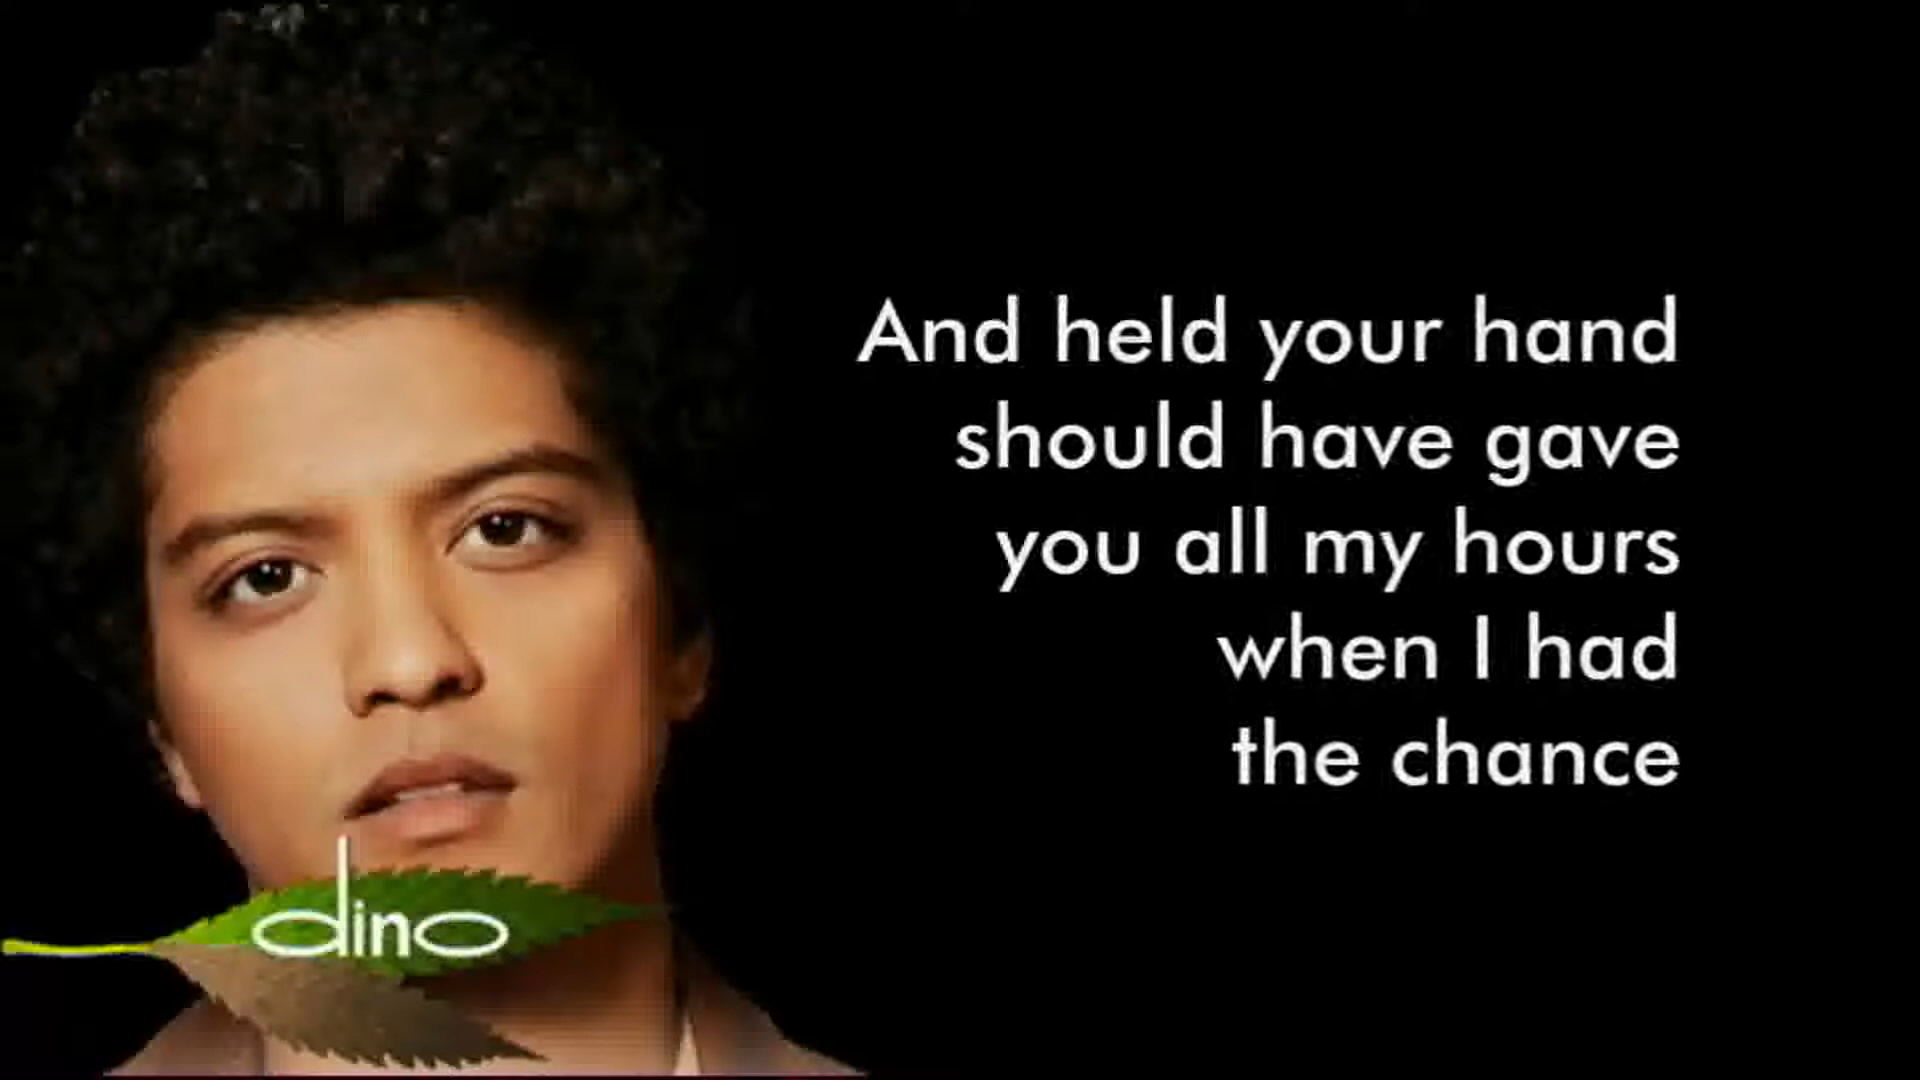 And held your hand
should have gave
you all my hours
when I had
the chance
dino